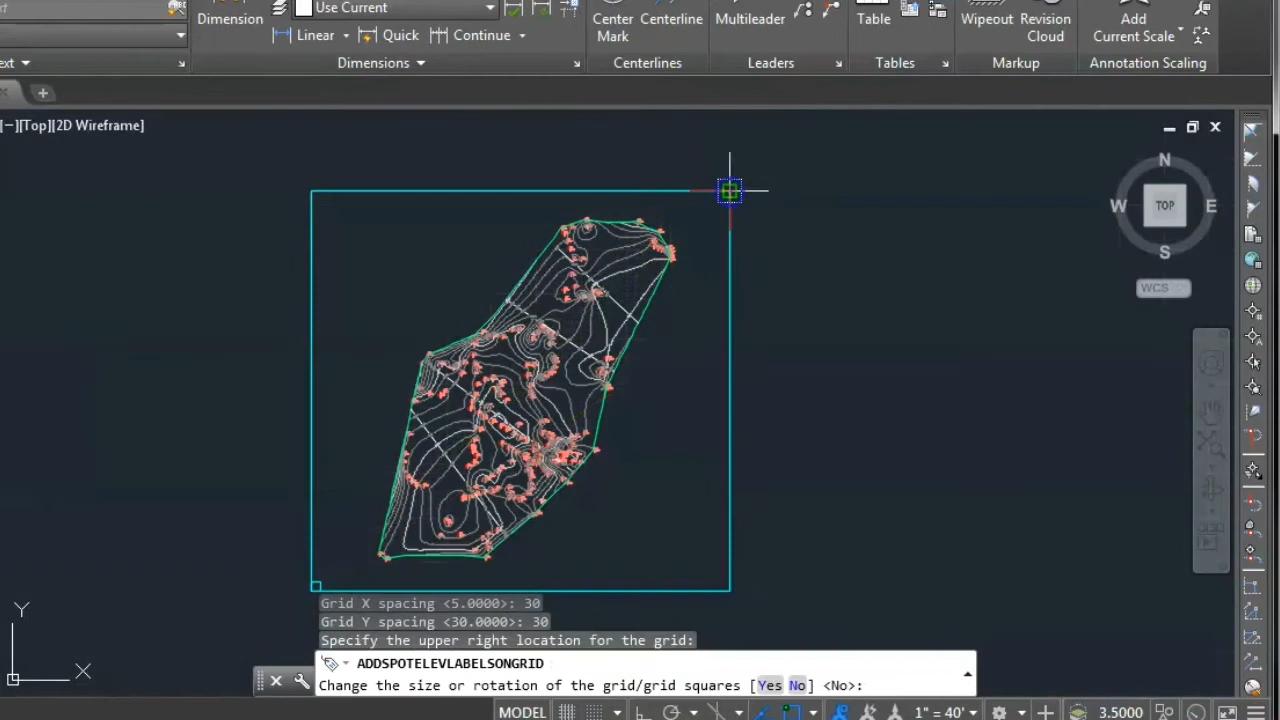 Use Current
Dimension
Linear
Quick
Continue
Dimensions
Center
Mark
Centerline
Centerlines
Multileader
Leaders
Table
Tables
Wipeout
Revision
Cloud
Markup
Add
Current Scale
Annotation Scaling
[−][Top][2D Wireframe]
N
W
TOP
E
S
WCS
Y
X
Grid X spacing <5.0000>: 30
Grid Y spacing <30.0000>: 30
Specify the upper right location for the grid:
ADDSPOTELEVLABELSONGRID
Change the size or rotation of the grid/grid squares [Yes No] <No>:
MODEL
1" = 40'
3.5000